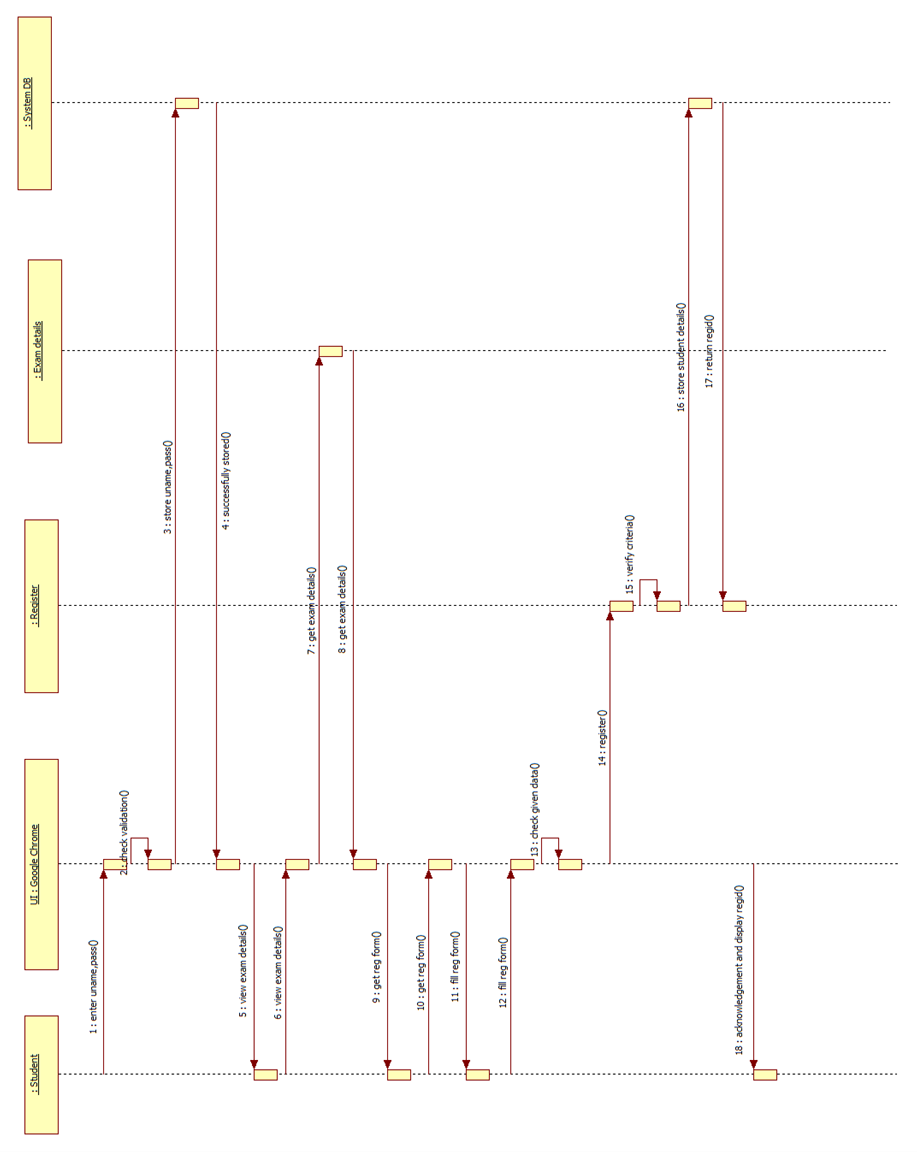 : Student
UI : Google Chrome
: Register
: Exam details
: System DB
1 : enter uname,pass()
2 : check validation()
3 : store uname,pass()
4 : successfully stored()
5 : view exam details()
6 : view exam details()
7 : get exam details()
8 : get exam details()
9 : get reg form()
10 : get reg form()
11 : fill reg form()
12 : fill reg form()
13 : check given data()
14 : register()
15 : verify criteria()
16 : store student details()
17 : return regid()
18 : acknowledgement and display regid()